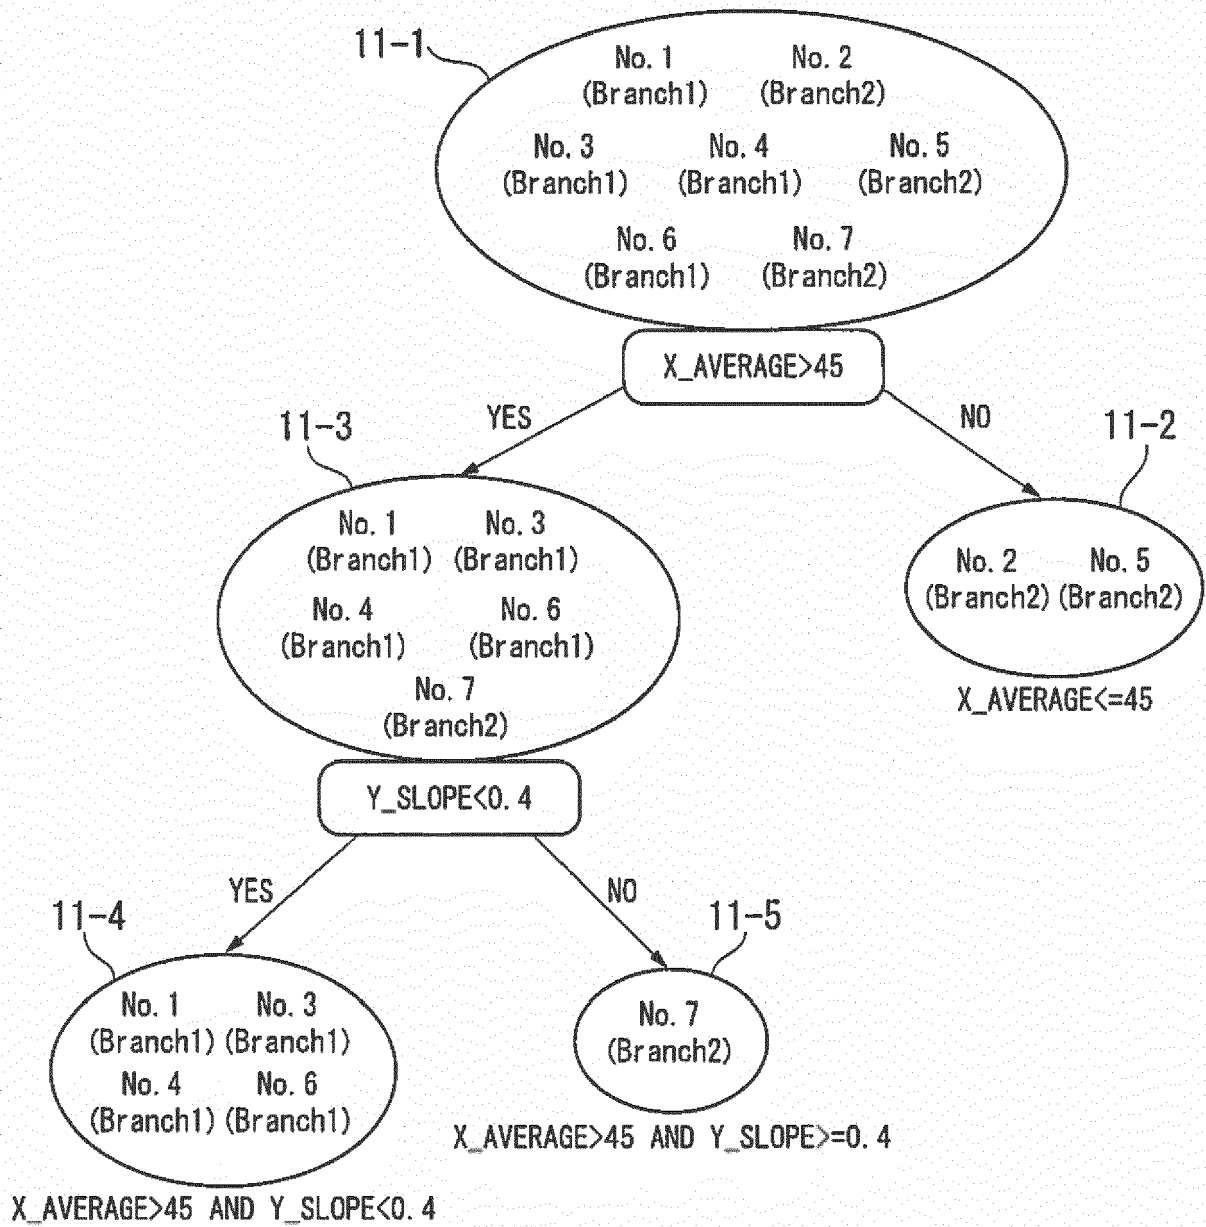 11-1
No. 1 No. 2
(Branch1) (Branch2)
No. 3 No. 4 No. 5
(Branch1) (Branch1) (Branch2)
No. 6 No. 7
(Branch1) (Branch2)
X_AVERAGE>45
YES NO
11-3 11-2
No. 1 No. 3
(Branch1) (Branch1)
No. 4 No. 6
(Branch1) (Branch1)
No. 7
(Branch2)
No. 2 No. 5
(Branch2) (Branch2)
X_AVERAGE<=45
Y_SLOPE<0.4
YES NO
11-4 11-5
No. 1 No. 3
(Branch1) (Branch1)
No. 4 No. 6
(Branch1) (Branch1)
No. 7
(Branch2)
X_AVERAGE>45 AND Y_SLOPE>=0.4
X_AVERAGE>45 AND Y_SLOPE<0.4